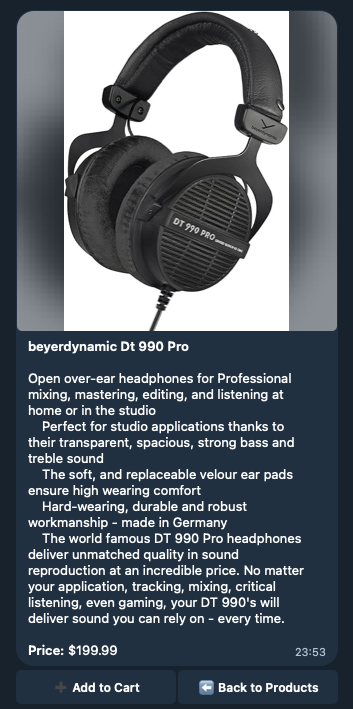 beyerdynamic
DT 990 PRO
beyerdynamic Dt 990 Pro
Open over-ear headphones for Professional
mixing, mastering, editing, and listening at
home or in the studio
Perfect for studio applications thanks to
their transparent, spacious, strong bass and
treble sound
The soft, and replaceable velour ear pads
ensure high wearing comfort
Hard-wearing, durable and robust
workmanship - made in Germany
The world famous DT 990 Pro headphones
deliver unmatched quality in sound
reproduction at an incredible price. No matter
your application, tracking, mixing, critical
listening, even gaming, your DT 990's will
deliver sound you can rely on - every time.
Price: $199.99
23:53
➕ Add to Cart
⬅️ Back to Products